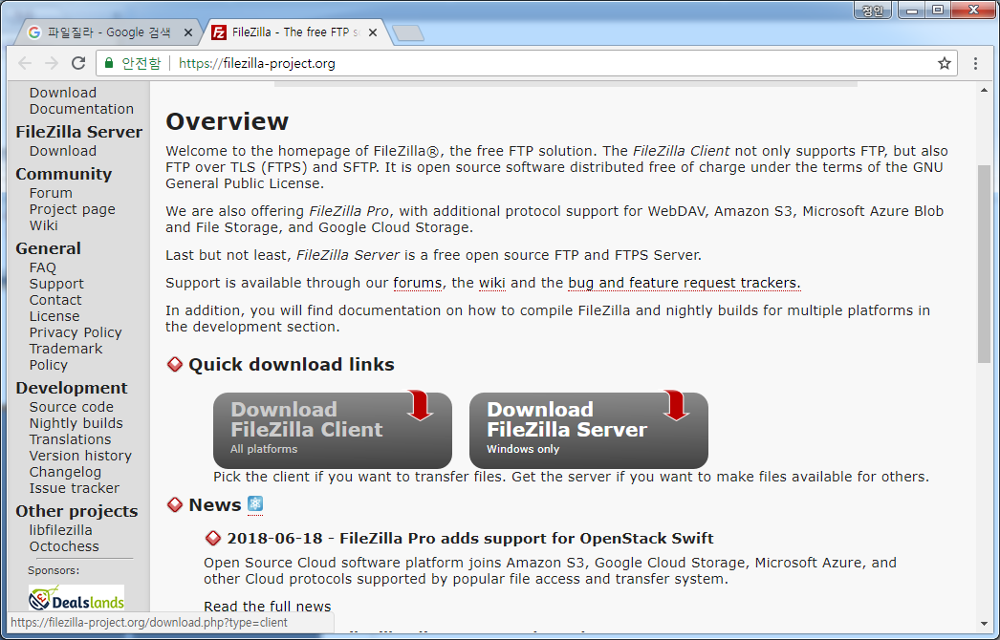 정인
파일질라 - Google 검색
FileZilla - The free FTP s
안전함
https://filezilla-project.org
Download
Documentation
FileZilla Server
Download
Community
Forum
Project page
Wiki
General
FAQ
Support
Contact
License
Privacy Policy
Trademark
Policy
Development
Source code
Nightly builds
Translations
Version history
Changelog
Issue tracker
Other projects
libfilezilla
Octochess
Sponsors:
Dealslands
Overview
Welcome to the homepage of FileZilla®, the free FTP solution. The FileZilla Client not only supports FTP, but also
FTP over TLS (FTPS) and SFTP. It is open source software distributed free of charge under the terms of the GNU
General Public License.
We are also offering FileZilla Pro, with additional protocol support for WebDAV, Amazon S3, Microsoft Azure Blob
and File Storage, and Google Cloud Storage.
Last but not least, FileZilla Server is a free open source FTP and FTPS Server.
Support is available through our forums, the wiki and the bug and feature request trackers.
In addition, you will find documentation on how to compile FileZilla and nightly builds for multiple platforms in
the development section.
Quick download links
Download
FileZilla Client
All platforms
Download
FileZilla Server
Windows only
Pick the client if you want to transfer files. Get the server if you want to make files available for others.
News
2018-06-18 - FileZilla Pro adds support for OpenStack Swift
Open Source Cloud software platform joins Amazon S3, Google Cloud Storage, Microsoft Azure, and
other Cloud protocols supported by popular file access and transfer system.
Read the full news
https://filezilla-project.org/download.php?type=client